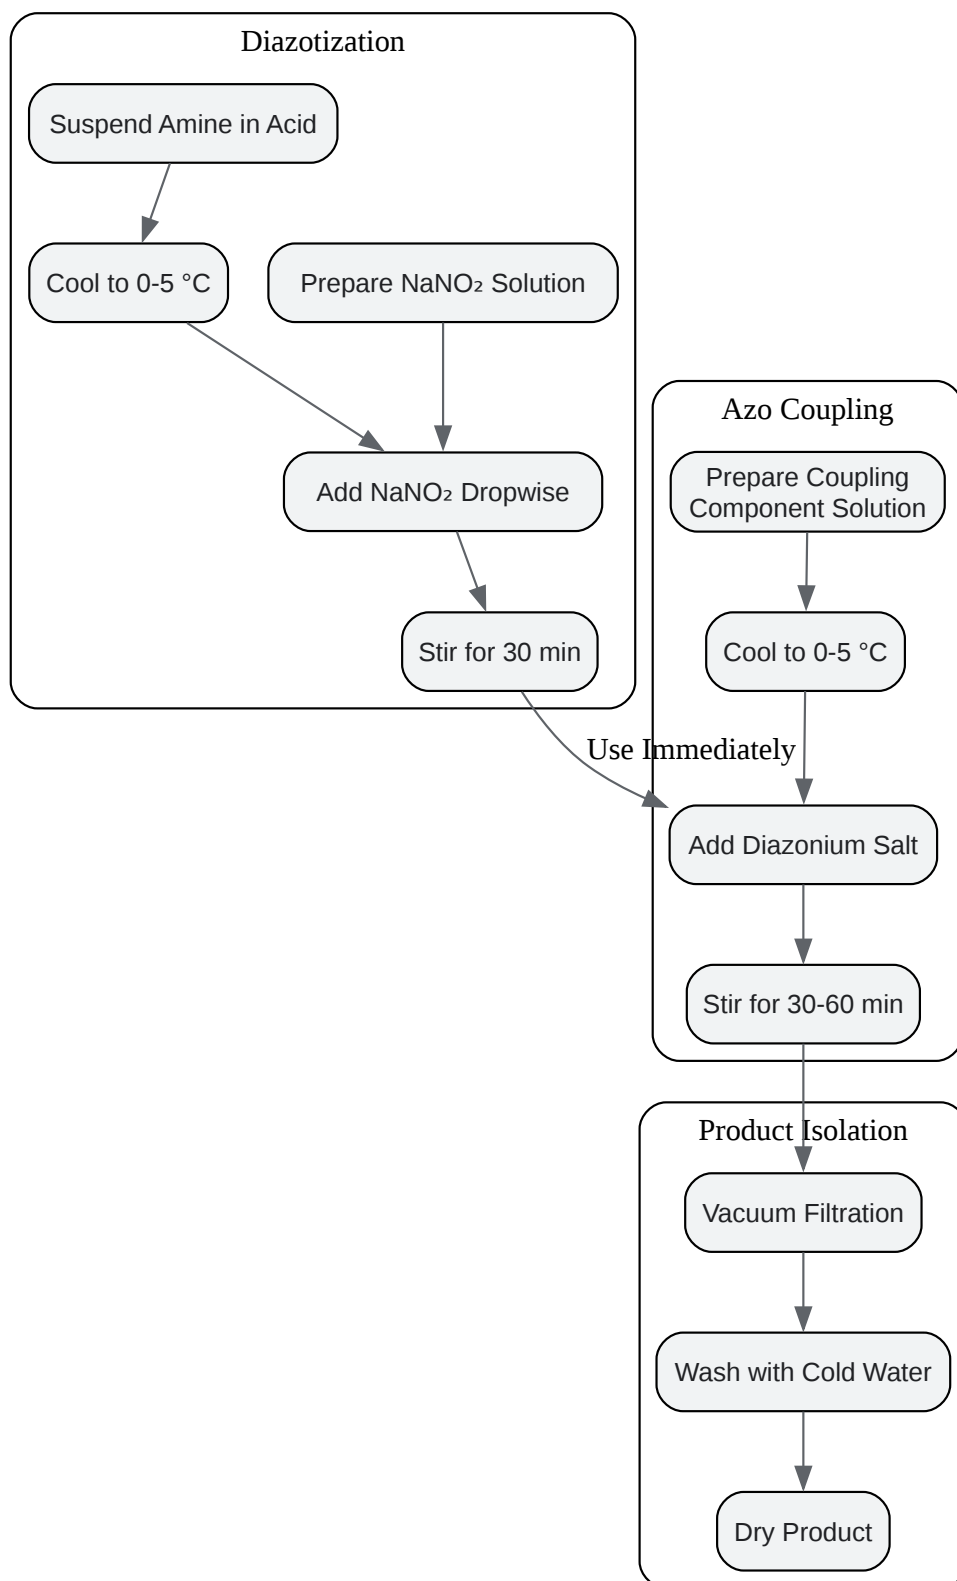 Diazotization
Suspend Amine in Acid
Cool to 0-5 °C
Prepare NaNO₂ Solution
Add NaNO₂ Dropwise
Stir for 30 min
Use Immediately
Azo Coupling
Prepare Coupling
Component Solution
Cool to 0-5 °C
Add Diazonium Salt
Stir for 30-60 min
Product Isolation
Vacuum Filtration
Wash with Cold Water
Dry Product